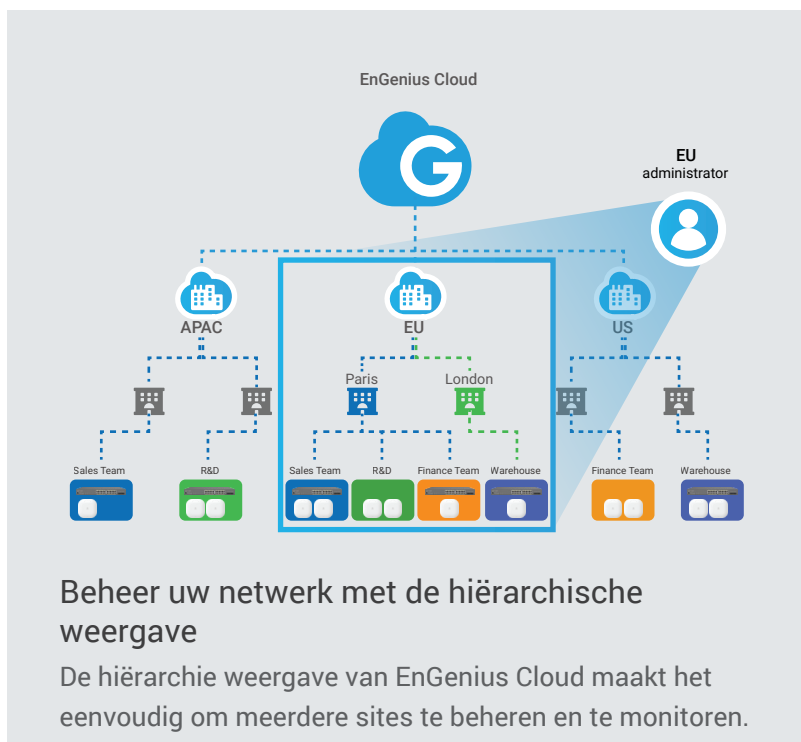 EnGenius Cloud
EU
administrator
APAC
EU
US
Paris
London
Sales Team
R&D
Sales Team
R&D
Finance Team
Warehouse
Finance Team
Warehouse
Beheer uw netwerk met de hiërarchische
weergave
De hiërarchie weergave van EnGenius Cloud maakt het
eenvoudig om meerdere sites te beheren en te monitoren.